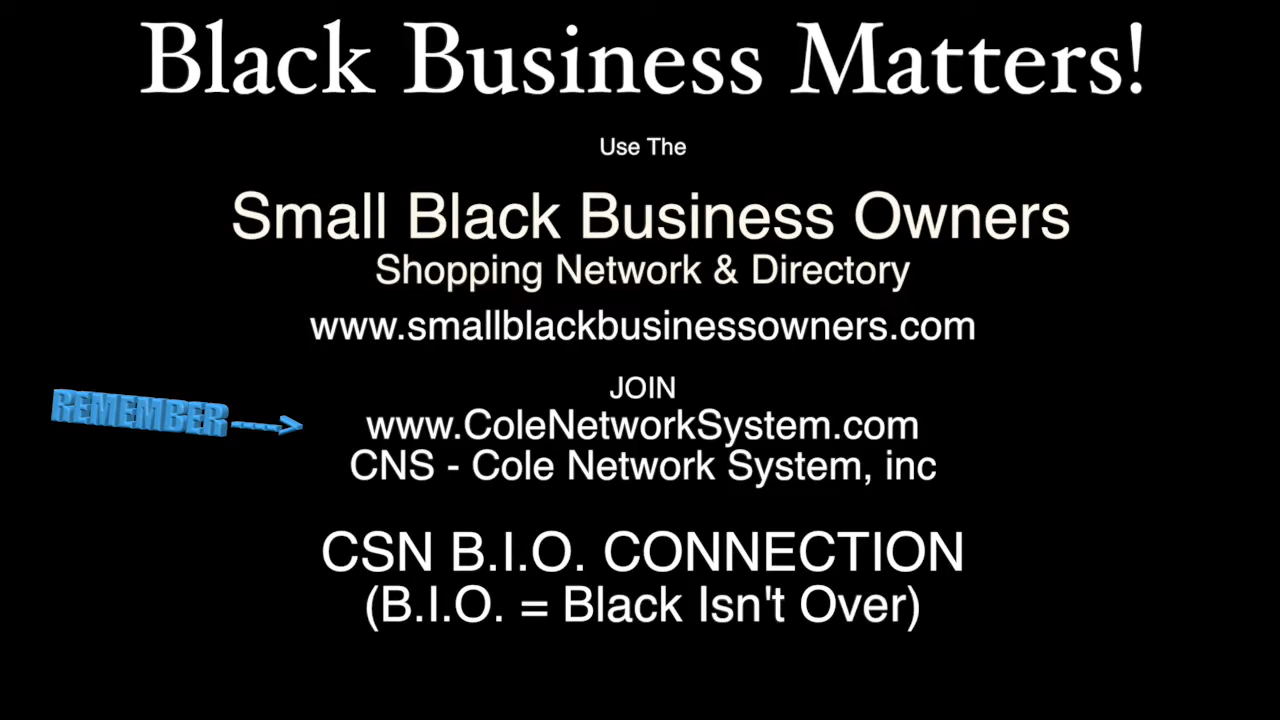 Black Business Matters!
Use The
Small Black Business Owners
Shopping Network & Directory
www.smallblackbusinessowners.com
JOIN
REMEMBER --->
www.ColeNetworkSystem.com
CNS - Cole Network System, inc
CSN B.I.O. CONNECTION
(B.I.O. = Black Isn't Over)